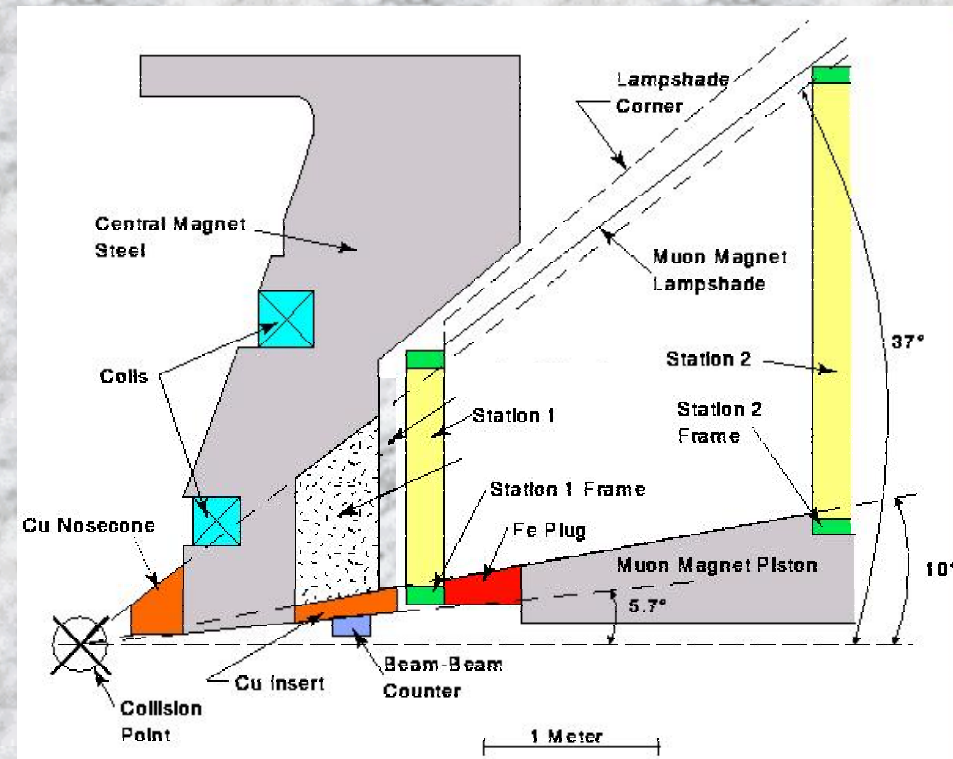 Lampshade
Corner
Central Magnet
Steel
Muon Magnet
Lampshade
37°
Station 2
Coils
Station 1
Station 2
Frame
Station 1 Frame
Cu Nosecone
Fe Plug
Muon Magnet Piston
10°
5.7°
Beam-Beam
Counter
Cu Insert
Collision
Point
1 Meter